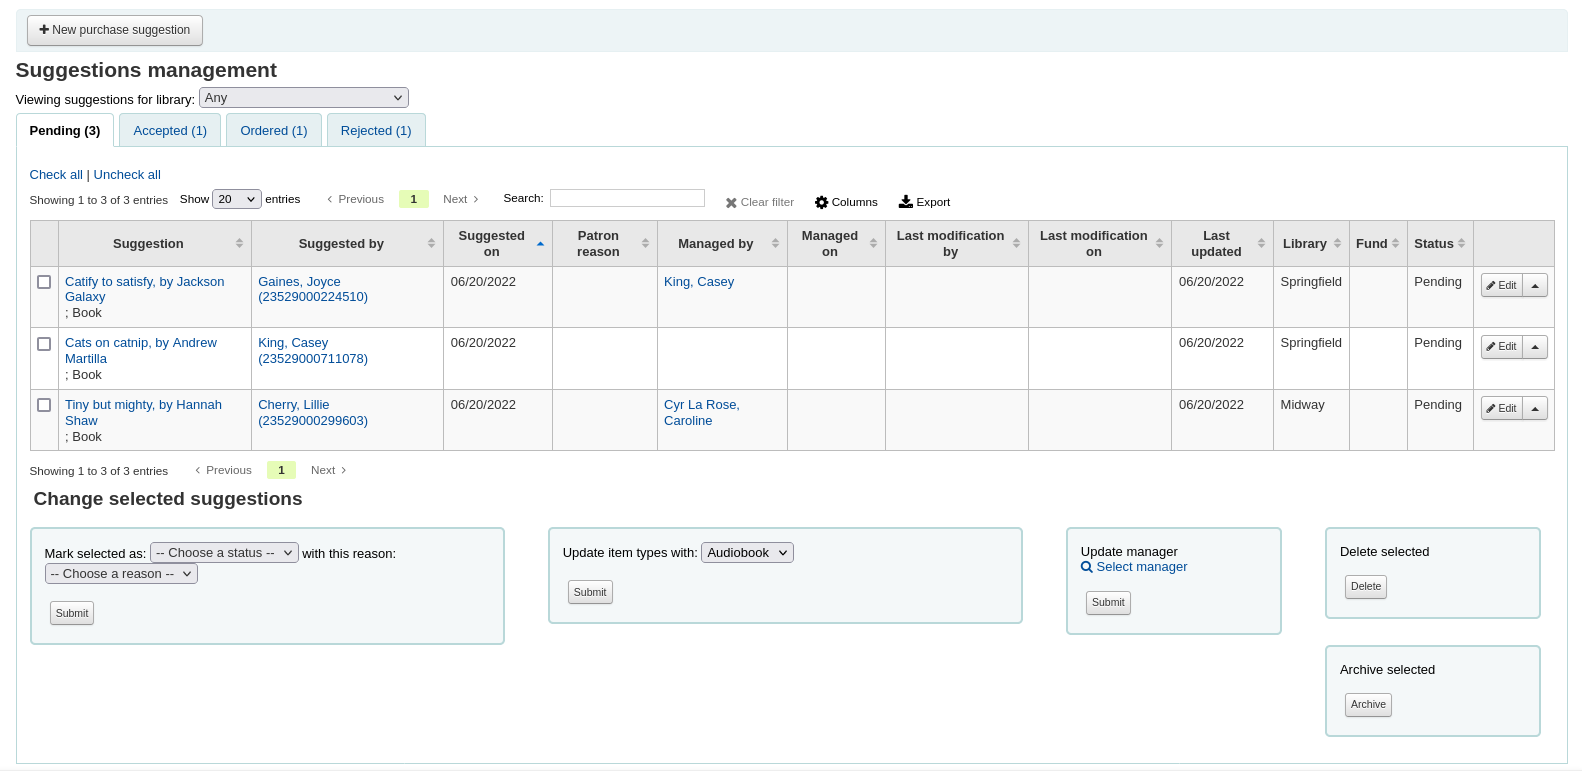 New purchase suggestion
Suggestions management
Viewing suggestions for library: Any
Pending (3) Accepted (1) Ordered (1) Rejected (1)
Check all | Uncheck all
Showing 1 to 3 of 3 entries Show 20 entries Previous 1 Next Search: Clear filter Columns Export
Suggestion Suggested by Suggested on Patron reason Managed by Managed on Last modification by Last modification on Last updated Library Fund Status
Catify to satisfy, by Jackson Gaines, Joyce 06/20/2022 King, Casey 06/20/2022 Springfield Pending Edit
Galaxy (23529000224510)
; Book
Cats on catnip, by Andrew King, Casey 06/20/2022 06/20/2022 Springfield Pending Edit
Martilla (23529000711078)
; Book
Tiny but mighty, by Hannah Cherry, Lillie 06/20/2022 Cyr La Rose, 06/20/2022 Midway Pending Edit
Shaw (23529000299603) Caroline
; Book
Showing 1 to 3 of 3 entries Previous 1 Next
Change selected suggestions
Mark selected as: -- Choose a status -- with this reason:
-- Choose a reason --
Submit
Update item types with: Audiobook
Submit
Update manager
Select manager
Submit
Delete selected
Delete
Archive selected
Archive